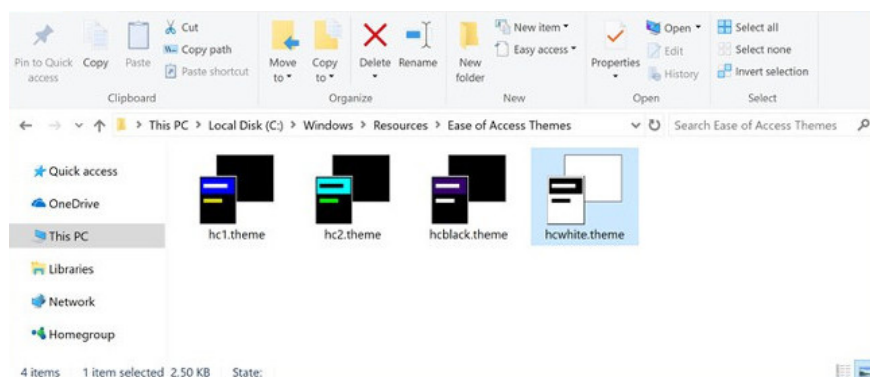 Pin to Quick access
Copy
Paste
Cut
Copy path
Paste shortcut
Move to
Copy to
Delete
Rename
New folder
New item
Easy access
Properties
Open
Edit
History
Select all
Select none
Invert selection
Clipboard
Organize
New
Open
Select
This PC > Local Disk (C:) > Windows > Resources > Ease of Access Themes
Search Ease of Access Themes
Quick access
OneDrive
This PC
Libraries
Network
Homegroup
hc1.theme
hc2.theme
hcblack.theme
hcwhite.theme
4 items 1 item selected 2.50 KB State: